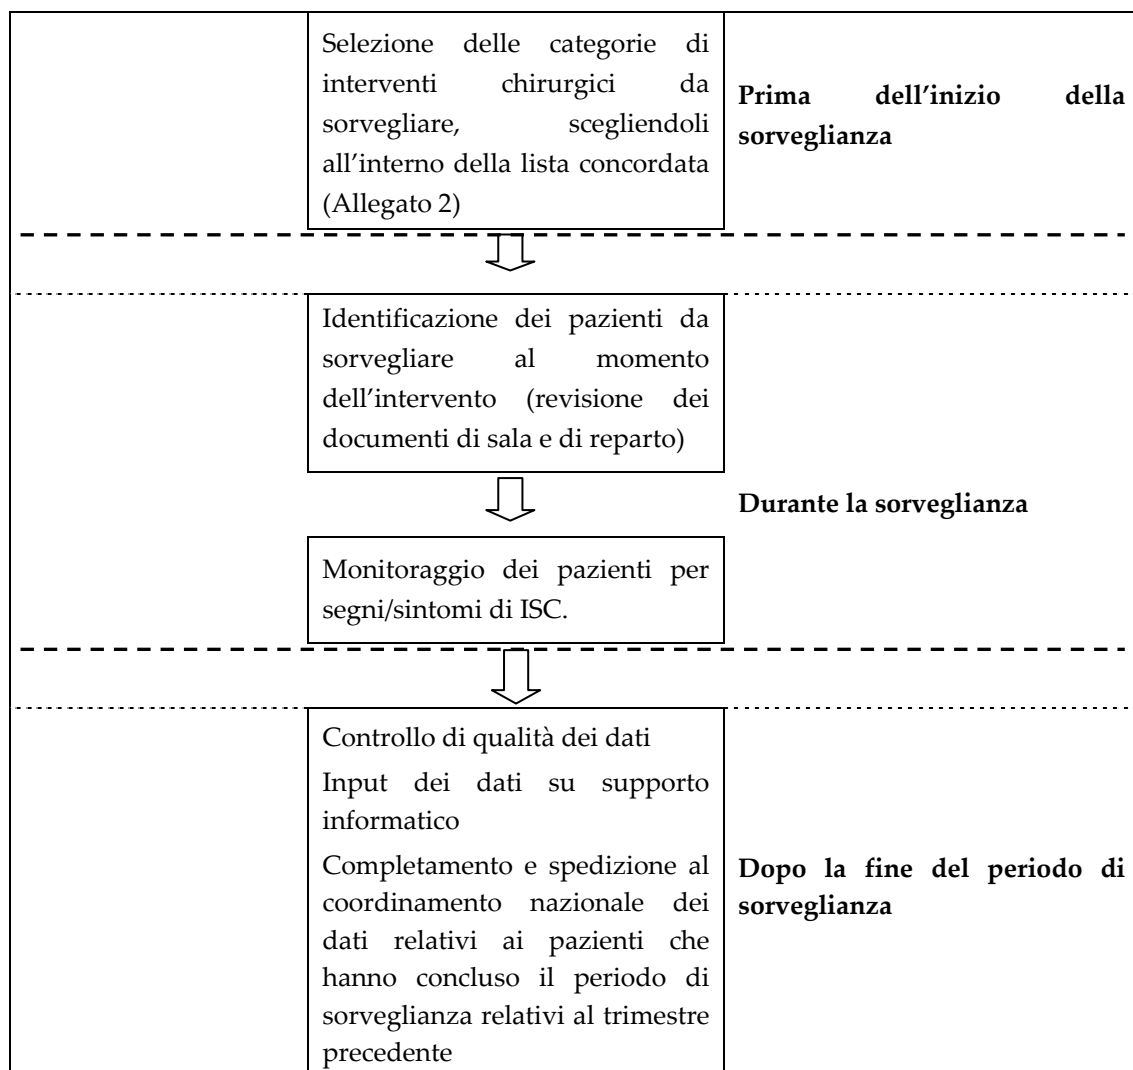 Selezione delle categorie di
interventi chirurgici da
sorvegliare, scegliendoli
all’interno della lista concordata
(Allegato 2)
Prima dell’inizio della
sorveglianza
Identificazione dei pazienti da
sorvegliare al momento
dell’intervento (revisione dei
documenti di sala e di reparto)
Durante la sorveglianza
Monitoraggio dei pazienti per
segni/sintomi di ISC.
Controllo di qualità dei dati
Input dei dati su supporto
informatico
Completamento e spedizione al
coordinamento nazionale dei
dati relativi ai pazienti che
hanno concluso il periodo di
sorveglianza relativi al trimestre
precedente
Dopo la fine del periodo di
sorveglianza